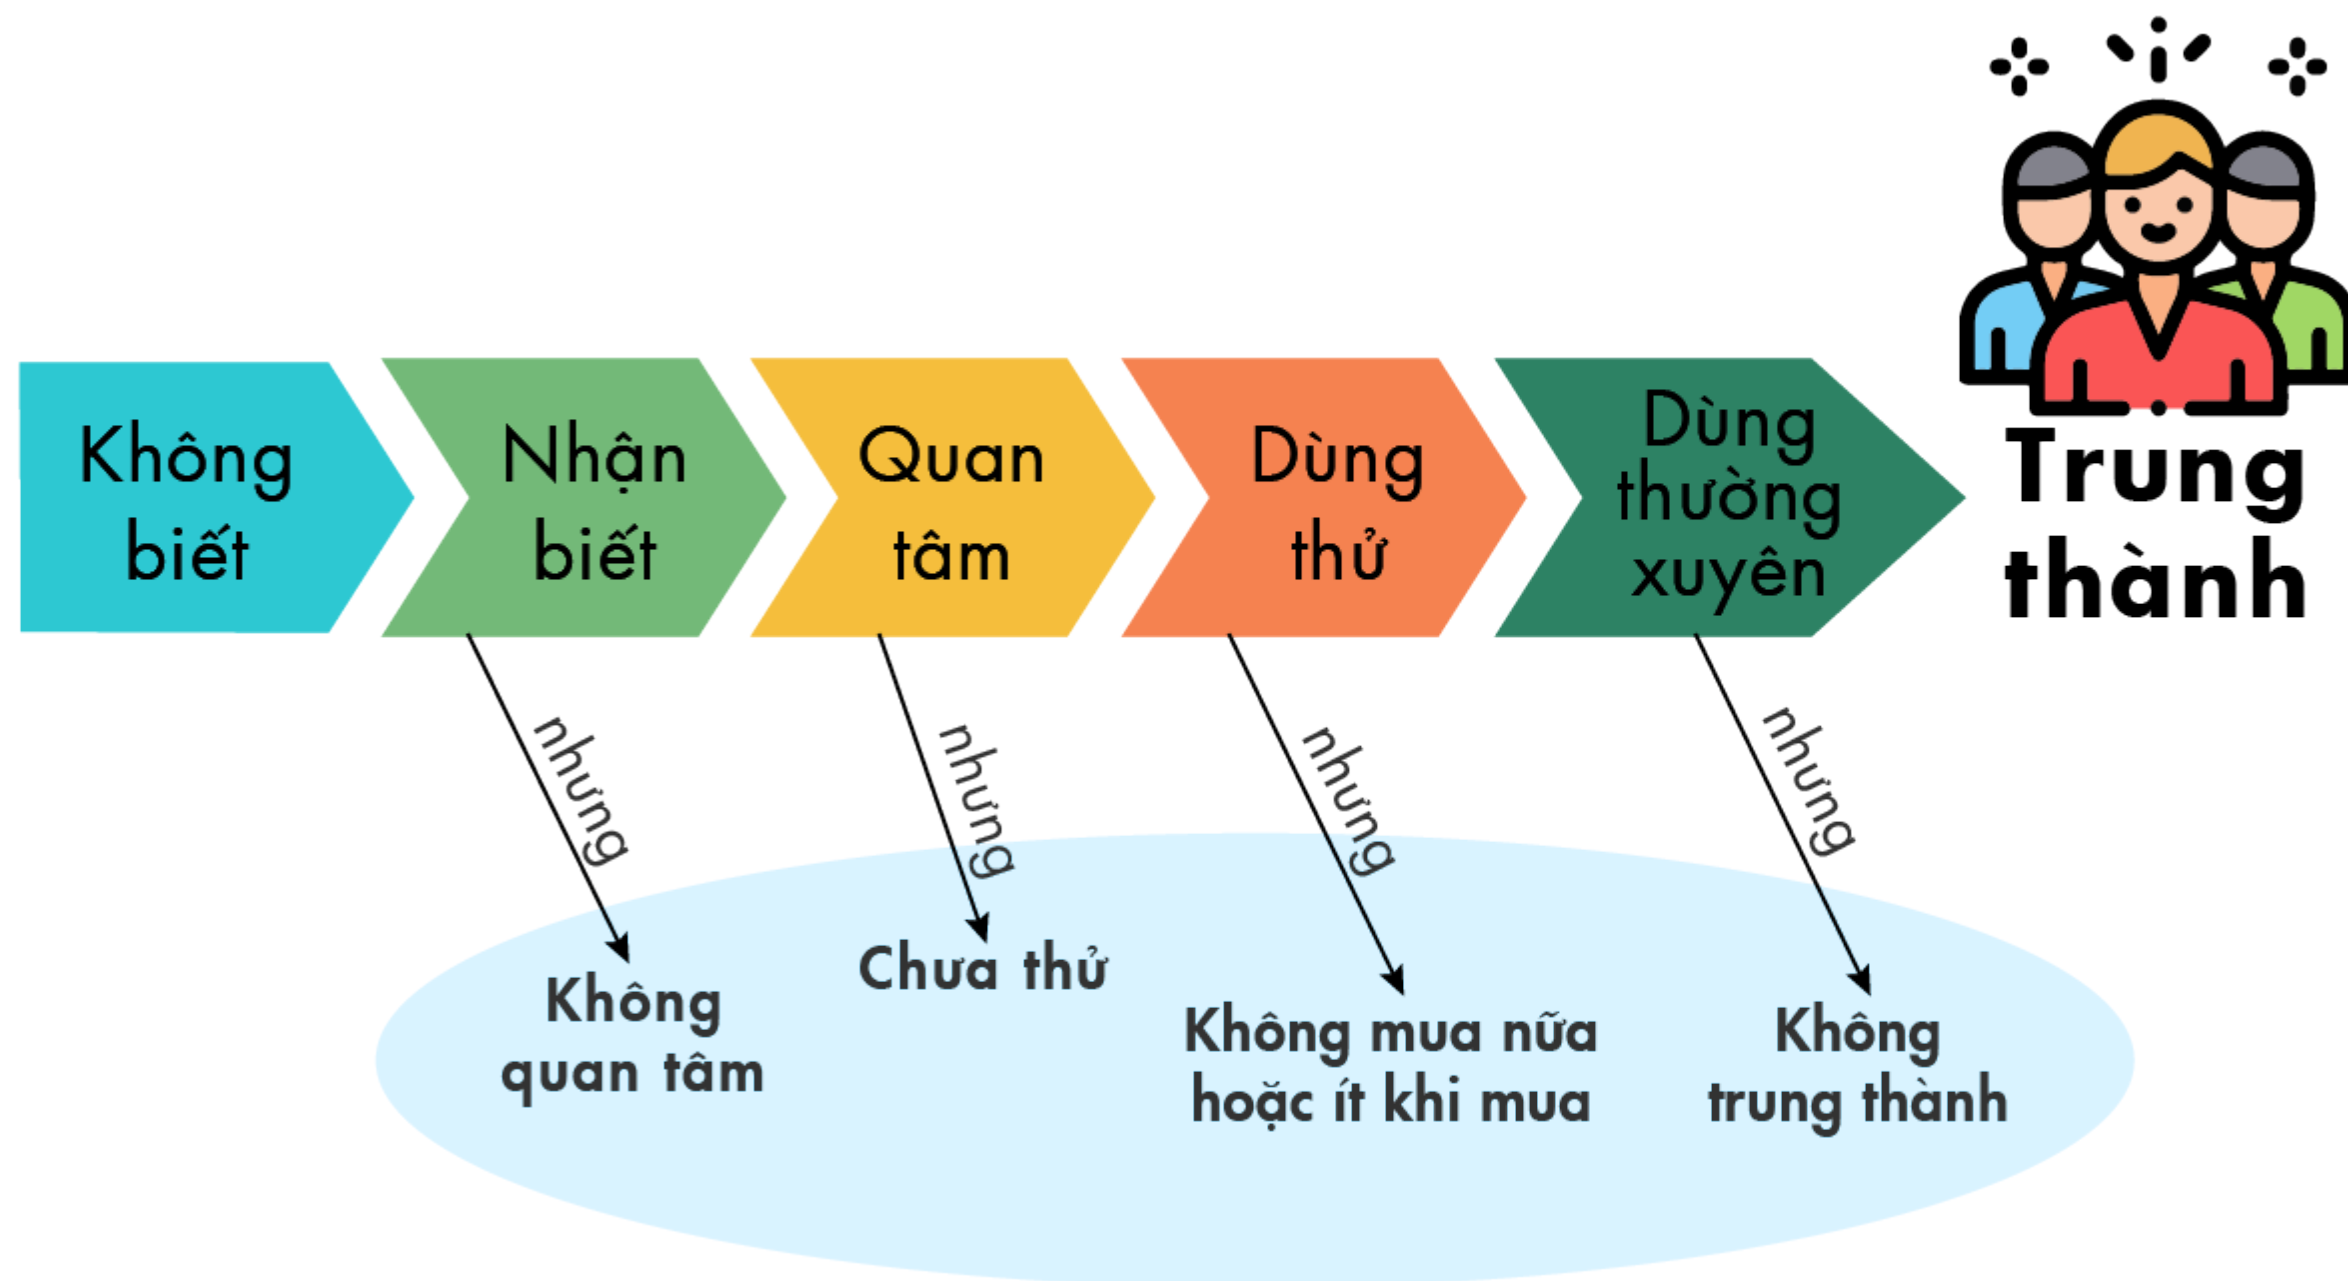 Không
biết
Nhận
biết
Quan
tâm
Dùng
thử
Dùng
thường
xuyên
Trung
thành
nhưng
nhưng
nhưng
nhưng
Không
quan tâm
Chưa thử
Không mua nữa
hoặc ít khi mua
Không
trung thành